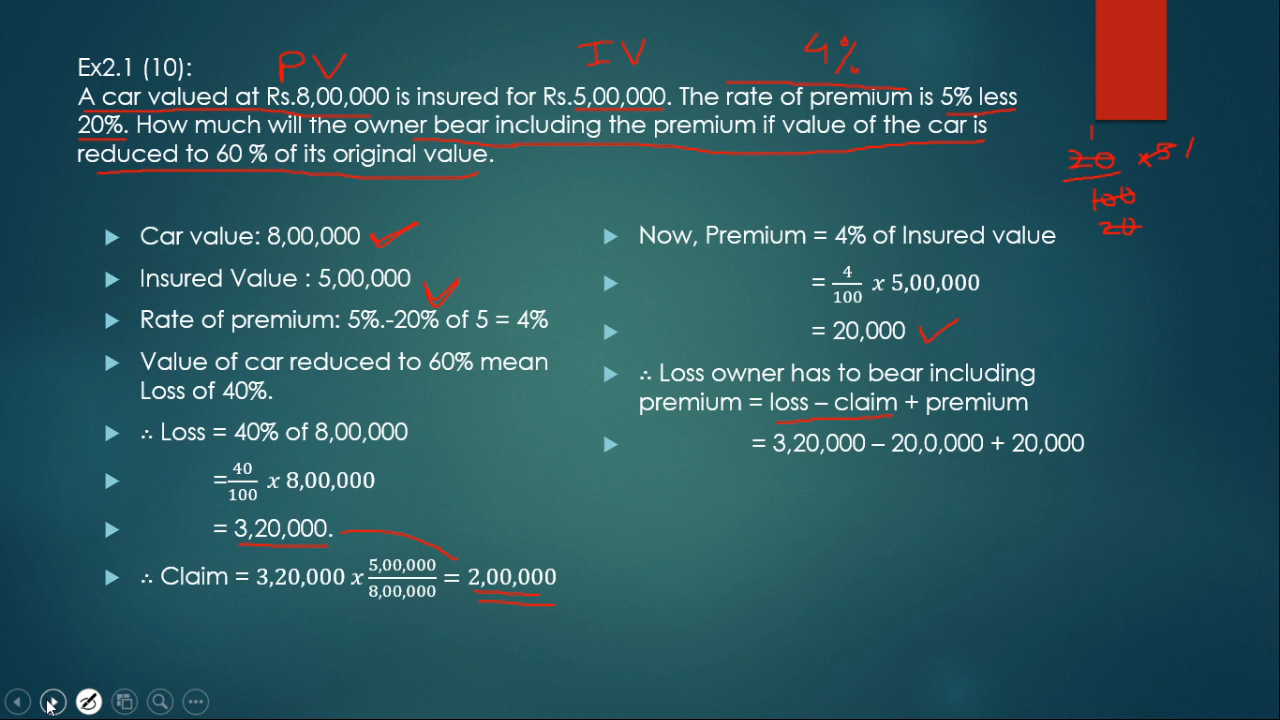 PV
IV
4%
Ex2.1 (10):
A car valued at Rs.8,00,000 is insured for Rs.5,00,000. The rate of premium is 5% less
20%. How much will the owner bear including the premium if value of the car is
reduced to 60 % of its original value.
1
20 × 5 1
100
20
Car value: 8,00,000
Insured Value : 5,00,000
Rate of premium: 5%.-20% of 5 = 4%
Value of car reduced to 60% mean
Loss of 40%.
∴ Loss = 40% of 8,00,000
= 40/100 x 8,00,000
= 3,20,000.
∴ Claim = 3,20,000 x 5,00,000/8,00,000 = 2,00,000
Now, Premium = 4% of Insured value
= 4/100 x 5,00,000
= 20,000
∴ Loss owner has to bear including
premium = loss – claim + premium
= 3,20,000 – 20,0,000 + 20,000